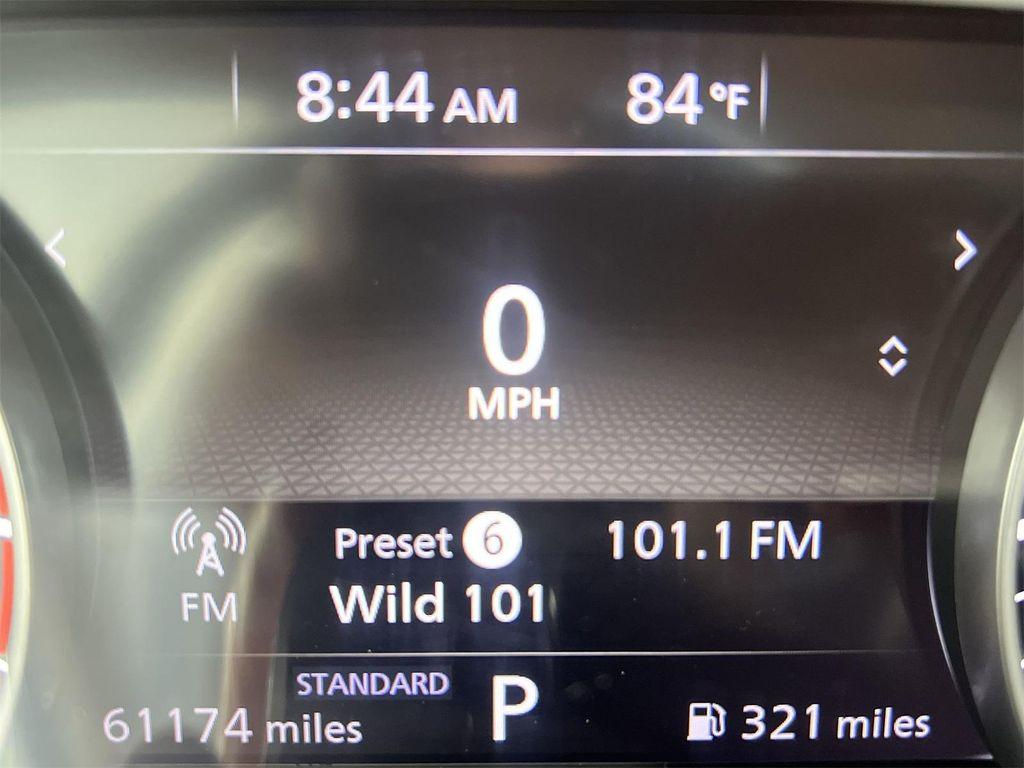 8:44 AM 84 °F
0
MPH
Preset 6 101.1 FM
FM Wild 101
STANDARD
61174 miles P 321 miles